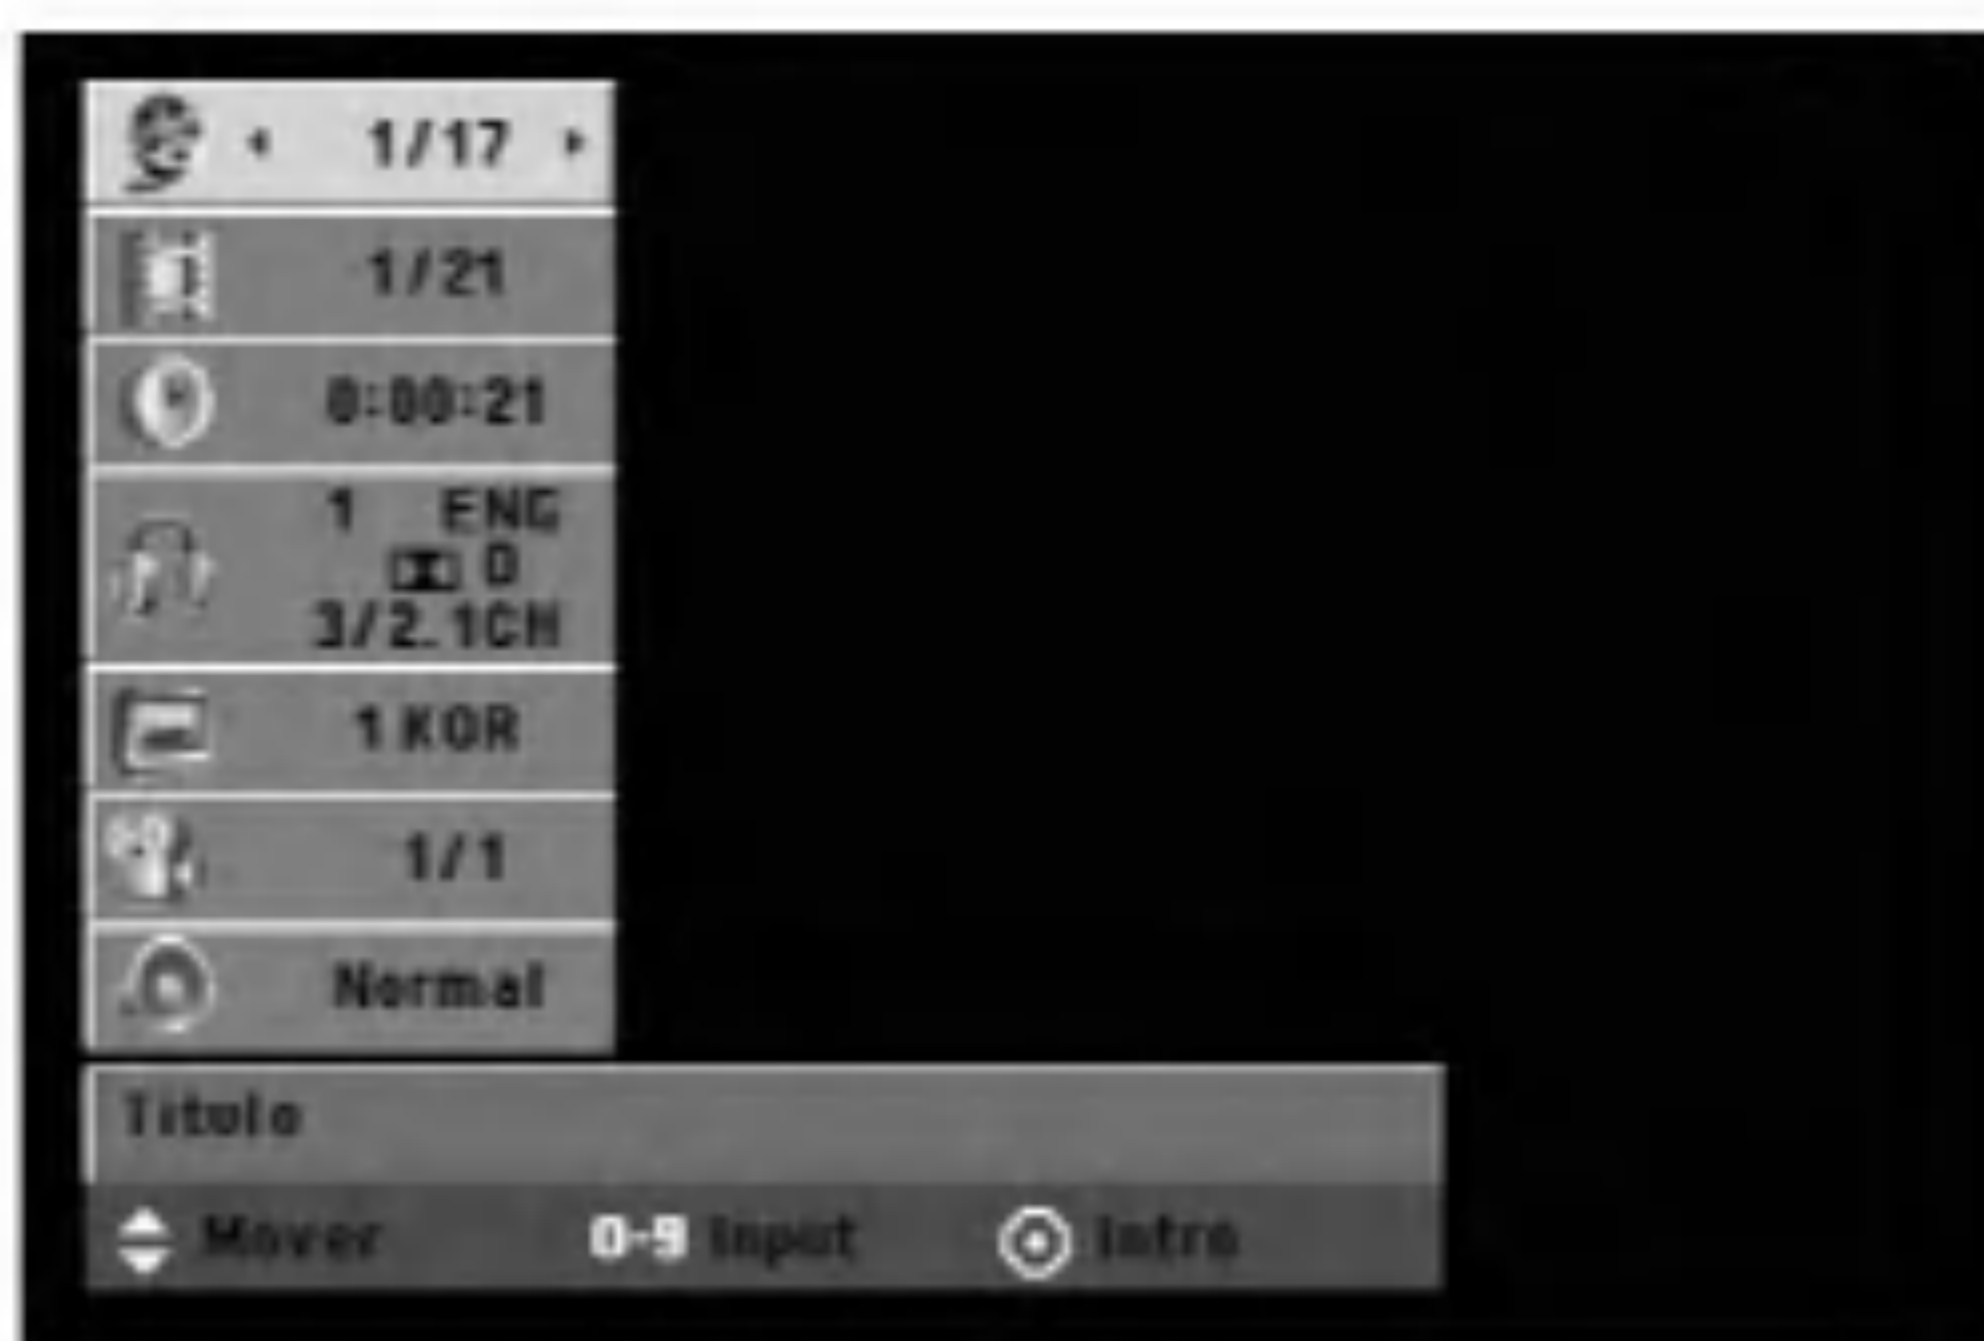 1/17
1/21
0:00:21
1 ENG
D
3/2.1CH
1 KOR
1/1
Normal
Titulo
Mover 0-9 Input Intro